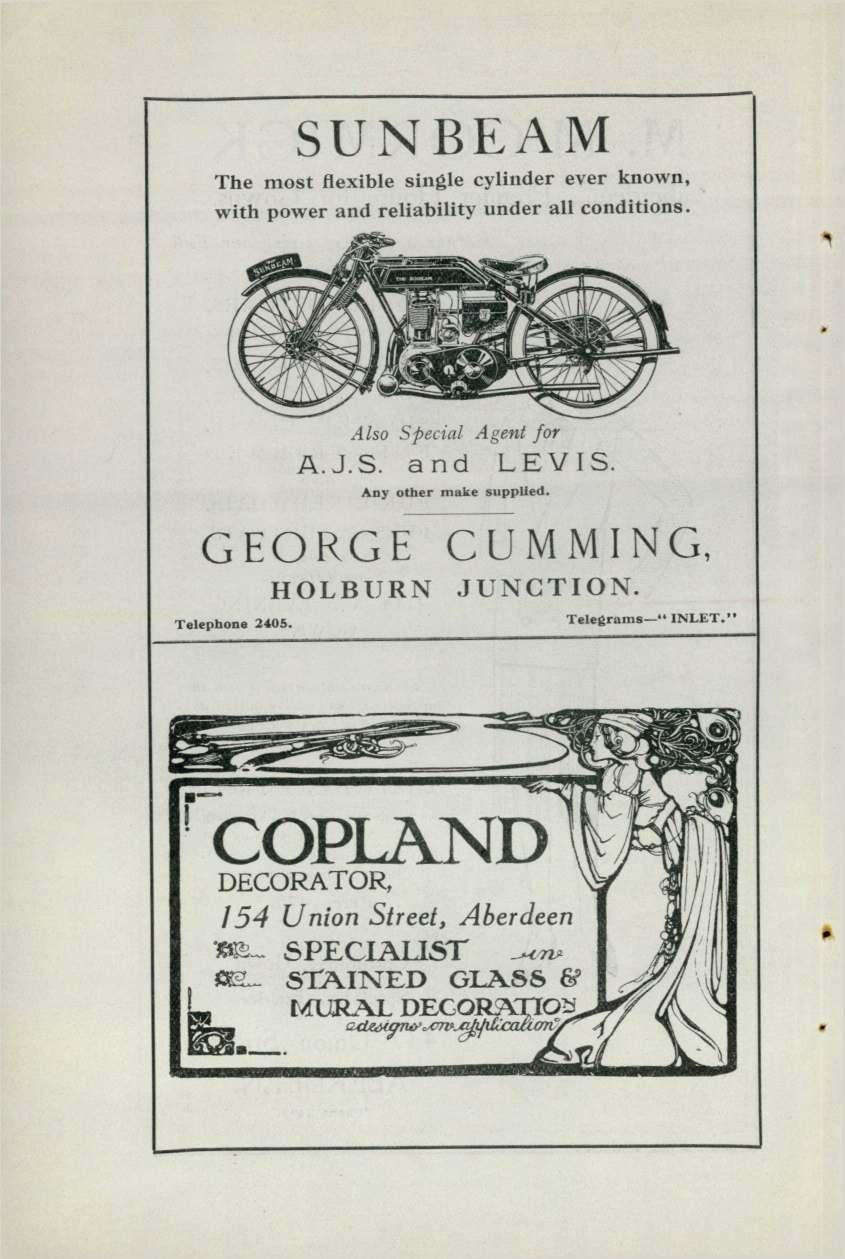 SUNBEAM
The most flexible single cylinder ever known,
with power and reliability under all conditions.
SUNBEAM
THE SUNBEAM
Also Special Agent for
A.J.S. and LEVIS.
Any other make supplied.
GEORGE CUMMING,
HOLBURN JUNCTION.
Telephone 2405.
Telegrams—“ INLET.”
COPLAND
DECORATOR,
154 Union Street, Aberdeen
SPECIALIST in
STAINED GLASS &
MURAL DECORATION
designs on application